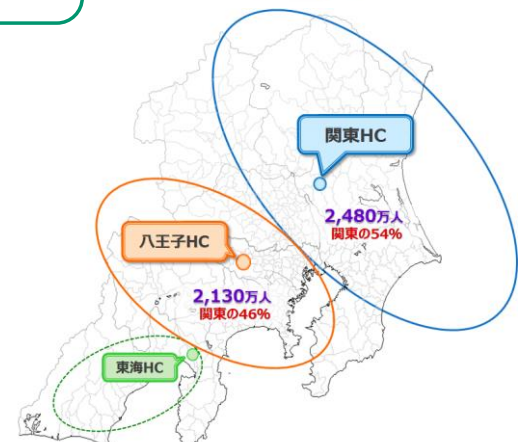 関東HC
2,480万人
関東の54%
八王子HC
2,130万人
関東の46%
東海HC